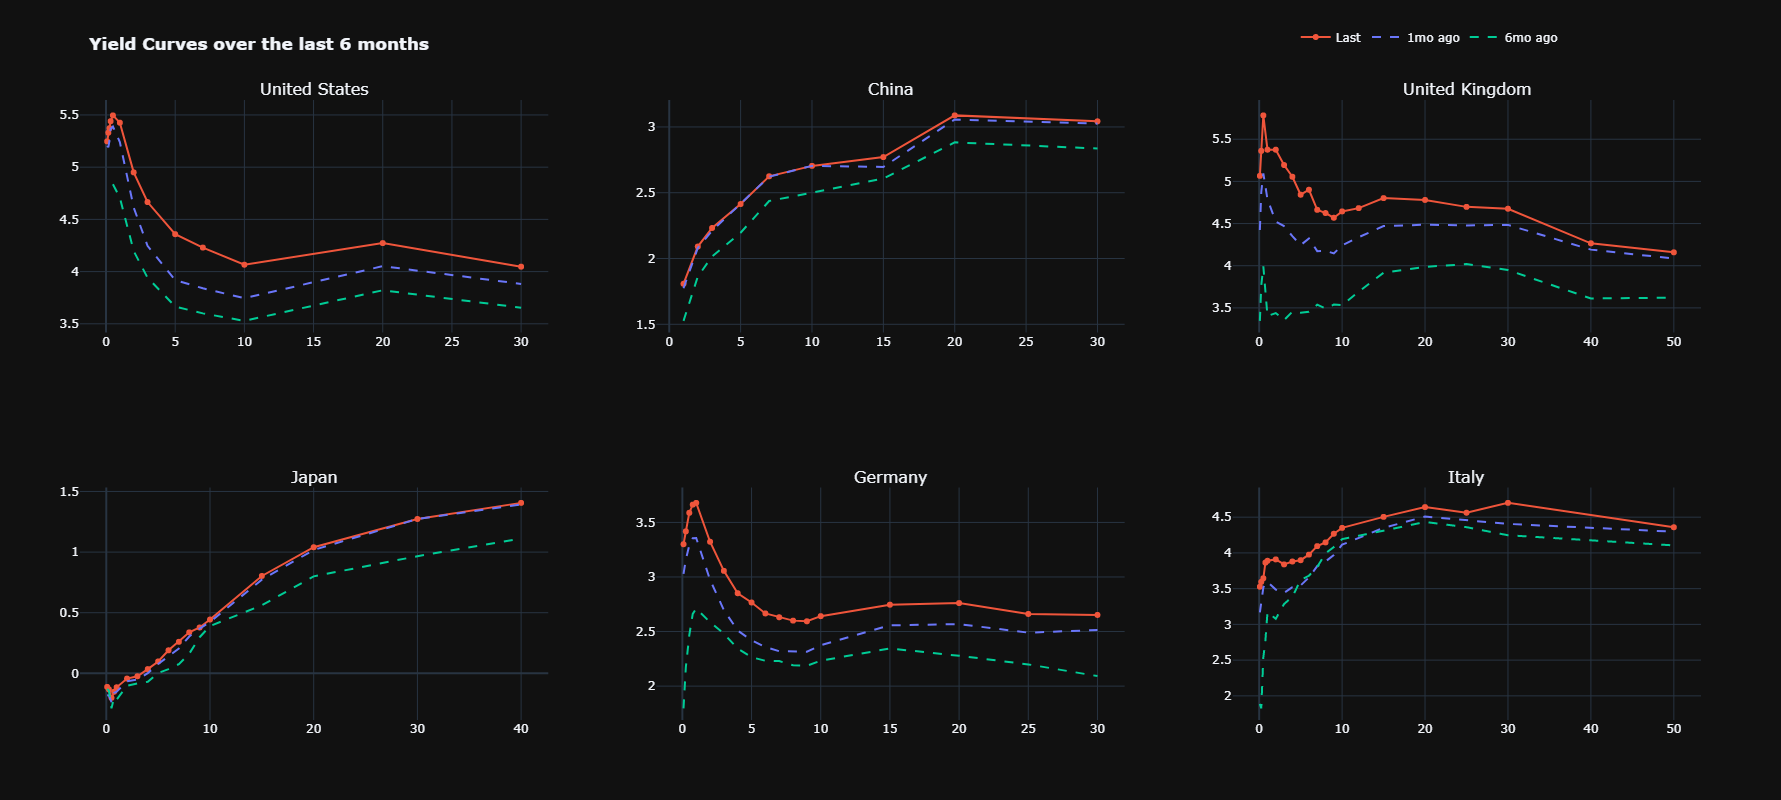 Yield Curves over the last 6 months
Last 1mo ago 6mo ago
United States
5.5
5
4.5
4
3.5
0 5 10 15 20 25 30
China
3
2.5
2
1.5
0 5 10 15 20 25 30
United Kingdom
5.5
5
4.5
4
3.5
0 10 20 30 40 50
Japan
1.5
1
0.5
0
0 10 20 30 40
Germany
3.5
3
2.5
2
0 5 10 15 20 25 30
Italy
4.5
4
3.5
3
2.5
2
0 10 20 30 40 50